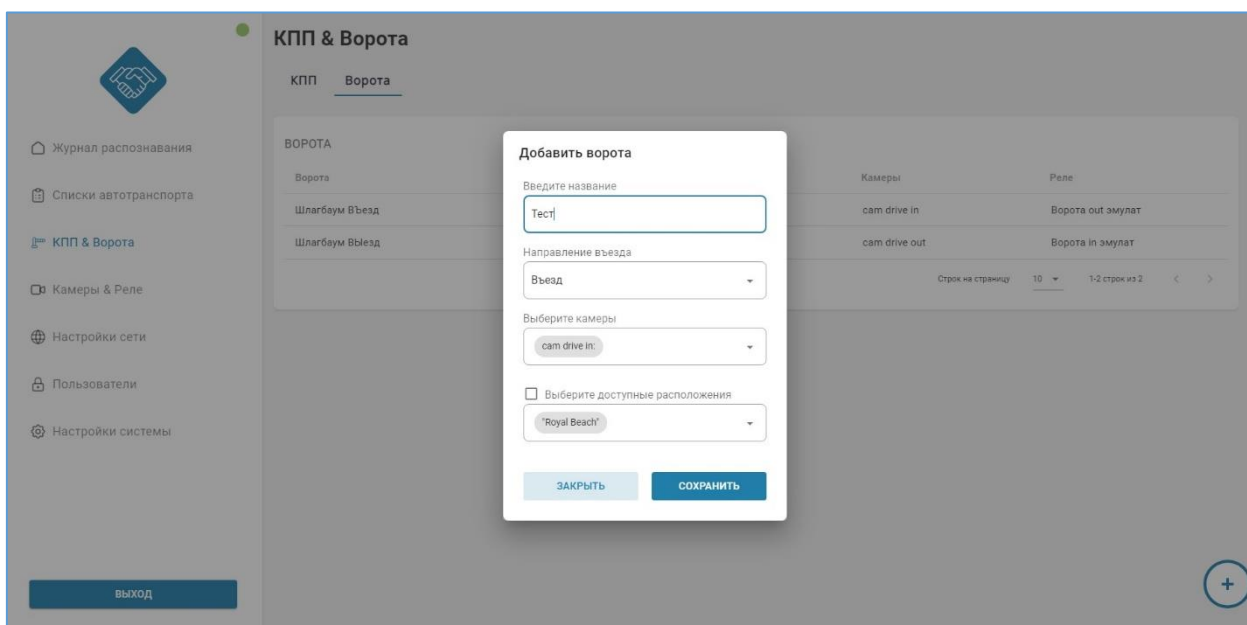 КПП & Ворота
КПП Ворота
Журнал распознавания
Списки автотранспорта
КПП & Ворота
Камеры & Реле
Настройки сети
Пользователи
Настройки системы
ВЫХОД
ВОРОТА
Ворота Камеры Реле
Шлагбаум ВЪезд cam drive in Ворота out эмулат
Шлагбаум ВЫезд cam drive out Ворота in эмулат
Строк на страницу 10 1-2 строк из 2
Добавить ворота
Введите название
Тест
Направление въезда
Въезд
Выберите камеры
cam drive in:
Выберите доступные расположения
"Royal Beach"
ЗАКРЫТЬ СОХРАНИТЬ